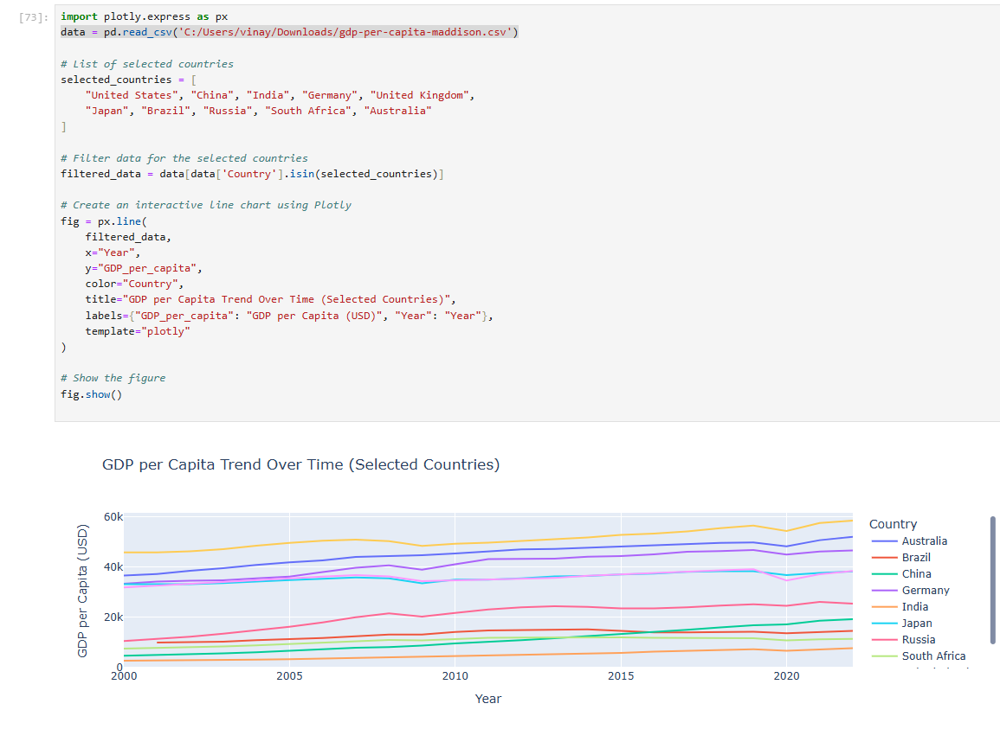 [73]:
import plotly.express as px
data = pd.read_csv('C:/Users/vinay/Downloads/gdp-per-capita-maddison.csv')
# List of selected countries
selected_countries = [
    "United States", "China", "India", "Germany", "United Kingdom",
    "Japan", "Brazil", "Russia", "South Africa", "Australia"
]
# Filter data for the selected countries
filtered_data = data[data['Country'].isin(selected_countries)]
# Create an interactive line chart using Plotly
fig = px.line(
    filtered_data,
    x="Year",
    y="GDP_per_capita",
    color="Country",
    title="GDP per Capita Trend Over Time (Selected Countries)",
    labels={"GDP_per_capita": "GDP per Capita (USD)", "Year": "Year"},
    template="plotly"
)
# Show the figure
fig.show()
GDP per Capita Trend Over Time (Selected Countries)
GDP per Capita (USD)
60k
40k
20k
0
2000 2005 2010 2015 2020
Year
Country
Australia
Brazil
China
Germany
India
Japan
Russia
South Africa